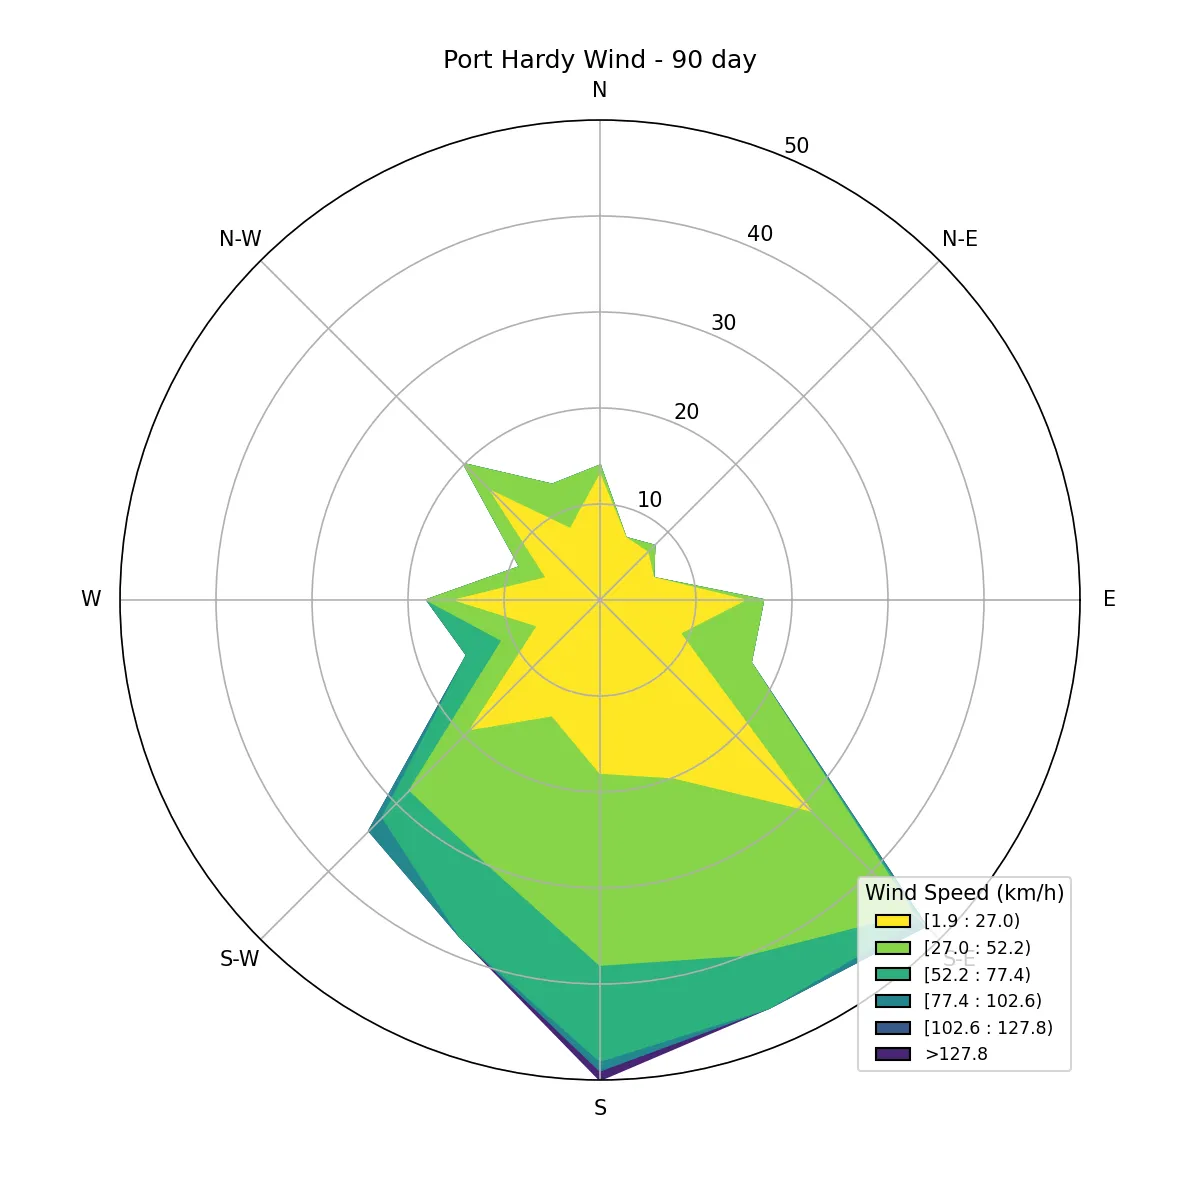 Port Hardy Wind - 90 day
N
50
N-W
N-E
40
30
20
10
W
E
Wind Speed (km/h)
[1.9 : 27.0)
[27.0 : 52.2)
S-W
S-E
[52.2 : 77.4)
[77.4 : 102.6)
[102.6 : 127.8)
>127.8
S